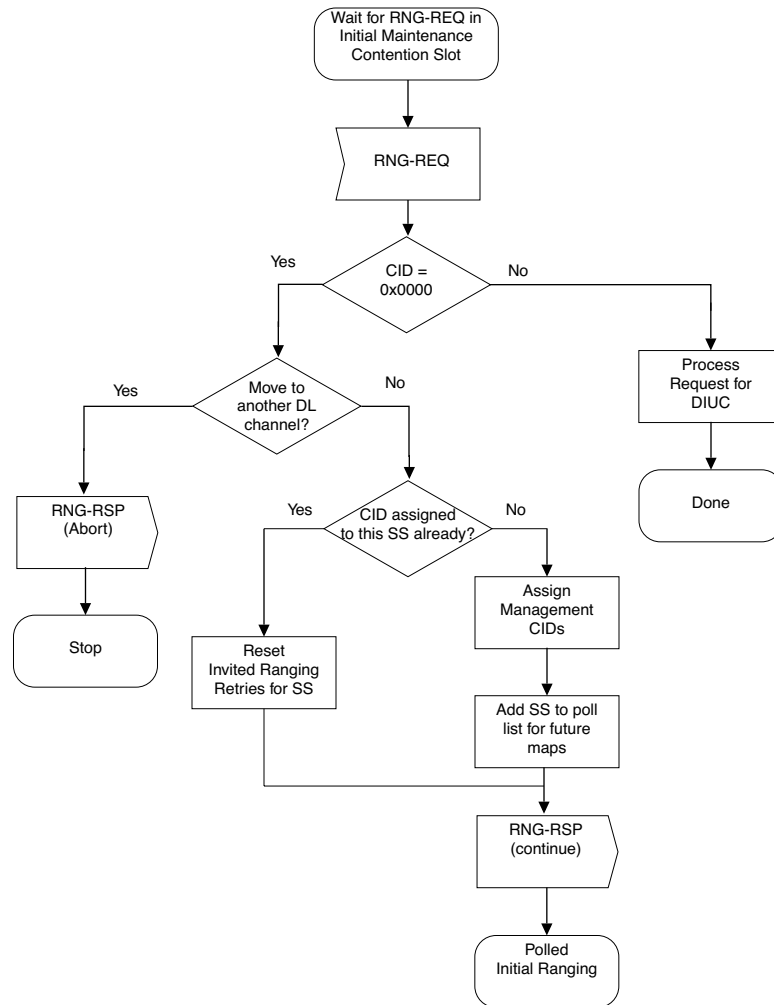 Wait for RNG-REQ in
Initial Maintenance
Contention Slot
RNG-REQ
Yes
CID =
0x0000
No
Process
Request for
DIUC
Done
Yes
Move to
another DL
channel?
No
RNG-RSP
(Abort)
Stop
Yes
CID assigned
to this SS already?
No
Reset
Invited Ranging
Retries for SS
Assign
Management
CIDs
Add SS to poll
list for future
maps
RNG-RSP
(continue)
Polled
Initial Ranging